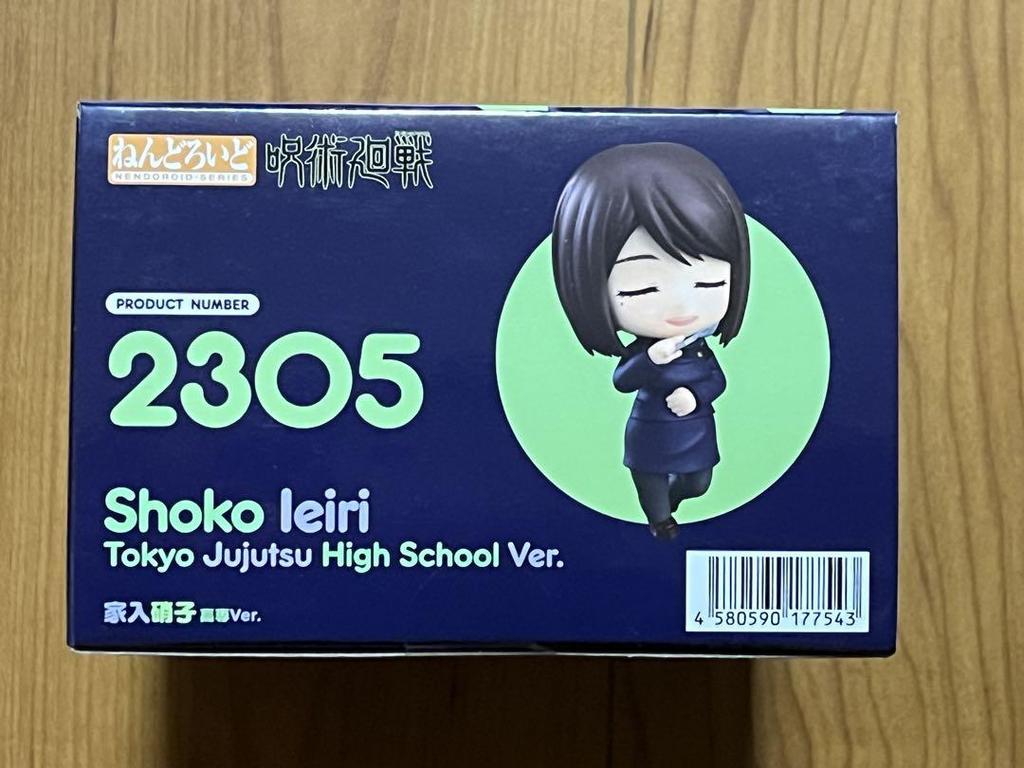 ねんどろいど
NENDOROID-SERIES
呪術廻戦
PRODUCT NUMBER
2305
Shoko Ieiri
Tokyo Jujutsu High School Ver.
家入硝子 高専Ver.
4 580590 177543